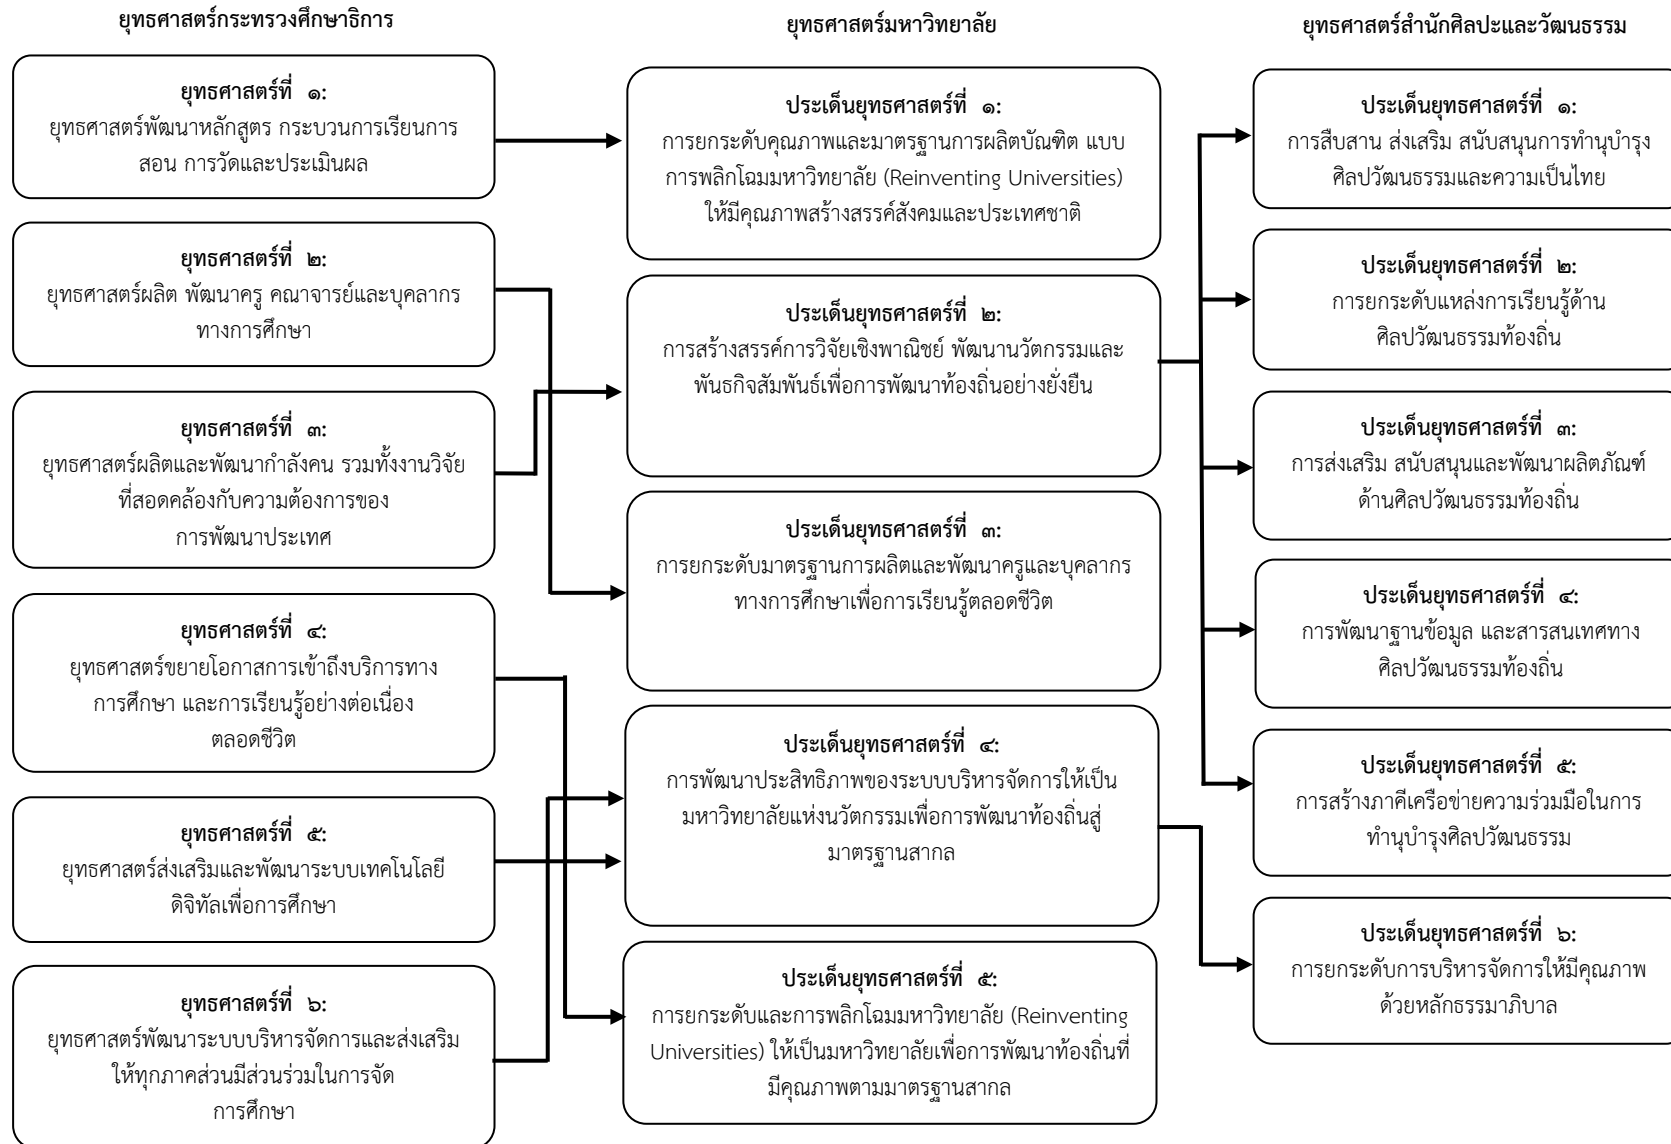 ยุทธศาสตร์กระทรวงศึกษาธิการ
ยุทธศาสตร์ที่ ๑:
ยุทธศาสตร์พัฒนาหลักสูตร กระบวนการเรียนการ
สอน การวัดและประเมินผล
ยุทธศาสตร์ที่ ๒:
ยุทธศาสตร์ผลิต พัฒนาครู คณาจารย์และบุคลากร
ทางการศึกษา
ยุทธศาสตร์ที่ ๓:
ยุทธศาสตร์ผลิตและพัฒนากำลังคน รวมทั้งงานวิจัย
ที่สอดคล้องกับความต้องการของ
การพัฒนาประเทศ
ยุทธศาสตร์ที่ ๔:
ยุทธศาสตร์ขยายโอกาสการเข้าถึงบริการทาง
การศึกษา และการเรียนรู้อย่างต่อเนื่อง
ตลอดชีวิต
ยุทธศาสตร์ที่ ๕:
ยุทธศาสตร์ส่งเสริมและพัฒนาระบบเทคโนโลยี
ดิจิทัลเพื่อการศึกษา
ยุทธศาสตร์ที่ ๖:
ยุทธศาสตร์พัฒนาระบบบริหารจัดการและส่งเสริม
ให้ทุกภาคส่วนมีส่วนร่วมในการจัด
การศึกษา
ยุทธศาสตร์มหาวิทยาลัย
ประเด็นยุทธศาสตร์ที่ ๑:
การยกระดับคุณภาพและมาตรฐานการผลิตบัณฑิต แบบ
การพลิกโฉมมหาวิทยาลัย (Reinventing Universities)
ให้มีคุณภาพสร้างสรรค์สังคมและประเทศชาติ
ประเด็นยุทธศาสตร์ที่ ๒:
การสร้างสรรค์การวิจัยเชิงพาณิชย์ พัฒนานวัตกรรมและ
พันธกิจสัมพันธ์เพื่อการพัฒนาท้องถิ่นอย่างยั่งยืน
ประเด็นยุทธศาสตร์ที่ ๓:
การยกระดับมาตรฐานการผลิตและพัฒนาครูและบุคลากร
ทางการศึกษาเพื่อการเรียนรู้ตลอดชีวิต
ประเด็นยุทธศาสตร์ที่ ๔:
การพัฒนาประสิทธิภาพของระบบบริหารจัดการให้เป็น
มหาวิทยาลัยแห่งนวัตกรรมเพื่อการพัฒนาท้องถิ่นสู่
มาตรฐานสากล
ประเด็นยุทธศาสตร์ที่ ๕:
การยกระดับและการพลิกโฉมมหาวิทยาลัย (Reinventing
Universities) ให้เป็นมหาวิทยาลัยเพื่อการพัฒนาท้องถิ่นที่
มีคุณภาพตามมาตรฐานสากล
ยุทธศาสตร์สำนักศิลปะและวัฒนธรรม
ประเด็นยุทธศาสตร์ที่ ๑:
การสืบสาน ส่งเสริม สนับสนุนการทำนุบำรุง
ศิลปวัฒนธรรมและความเป็นไทย
ประเด็นยุทธศาสตร์ที่ ๒:
การยกระดับแหล่งการเรียนรู้ด้าน
ศิลปวัฒนธรรมท้องถิ่น
ประเด็นยุทธศาสตร์ที่ ๓:
การส่งเสริม สนับสนุนและพัฒนาผลิตภัณฑ์
ด้านศิลปวัฒนธรรมท้องถิ่น
ประเด็นยุทธศาสตร์ที่ ๔:
การพัฒนาฐานข้อมูล และสารสนเทศทาง
ศิลปวัฒนธรรมท้องถิ่น
ประเด็นยุทธศาสตร์ที่ ๕:
การสร้างภาคีเครือข่ายความร่วมมือในการ
ทำนุบำรุงศิลปวัฒนธรรม
ประเด็นยุทธศาสตร์ที่ ๖:
การยกระดับการบริหารจัดการให้มีคุณภาพ
ด้วยหลักธรรมาภิบาล